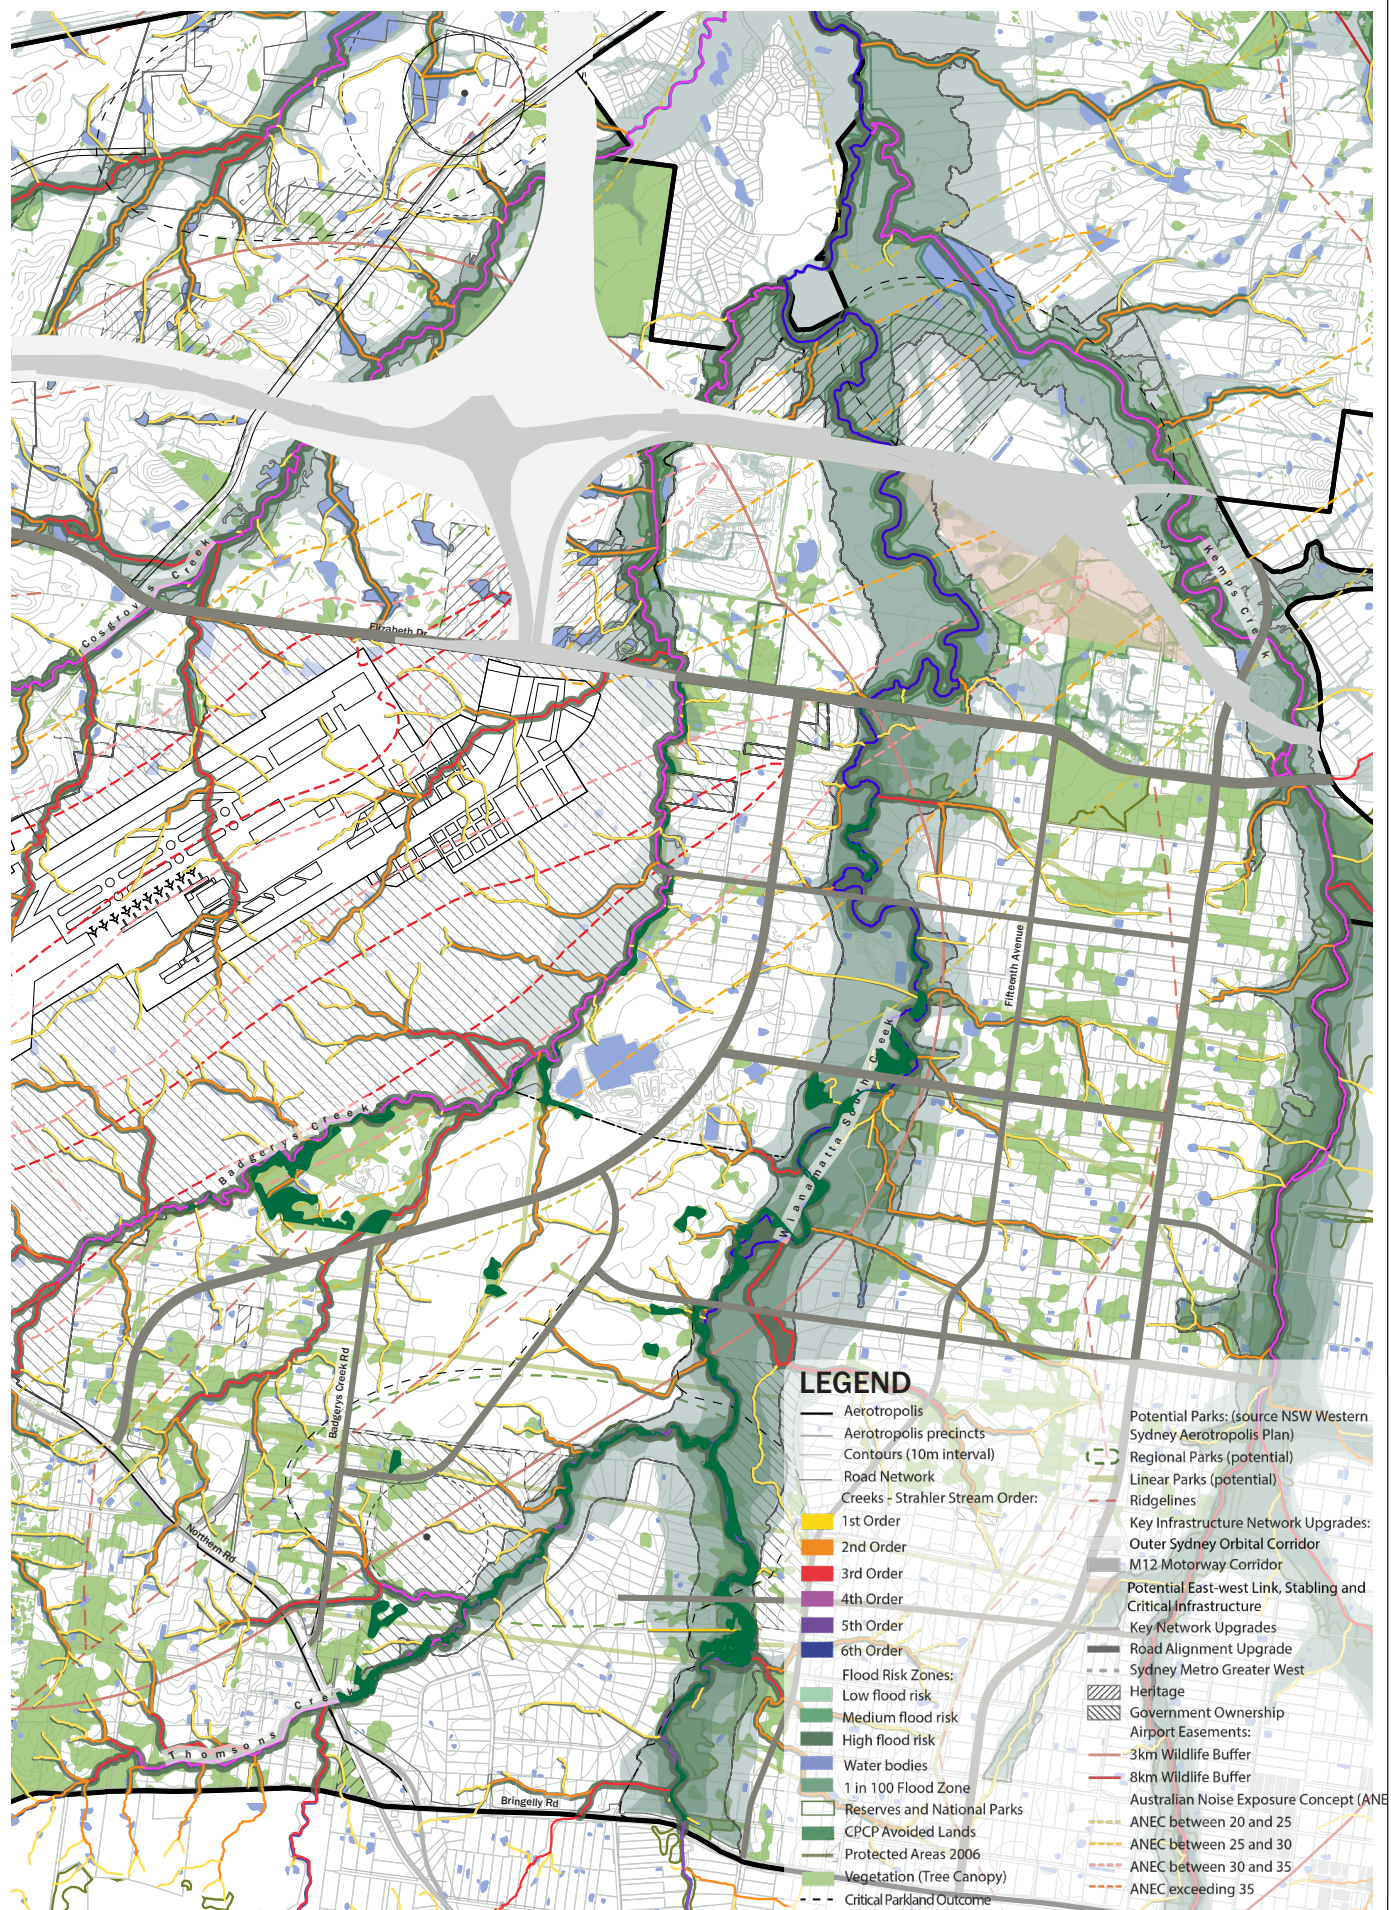 Cosgroves Creek
Elizabeth Dr
Kemps Creek
Fifteenth Avenue
Wianamatta South Creek
Badgerys Creek
Badgerys Creek Rd
Northern Rd
Thomsons Creek
Bringelly Rd
LEGEND
Aerotropolis
Aerotropolis precincts
Contours (10m interval)
Road Network
Creeks - Strahler Stream Order:
1st Order
2nd Order
3rd Order
4th Order
5th Order
6th Order
Flood Risk Zones:
Low flood risk
Medium flood risk
High flood risk
Water bodies
1 in 100 Flood Zone
Reserves and National Parks
CPCP Avoided Lands
Protected Areas 2006
Vegetation (Tree Canopy)
Critical Parkland Outcome
Potential Parks: (source NSW Western
Sydney Aerotropolis Plan)
Regional Parks (potential)
Linear Parks (potential)
Ridgelines
Key Infrastructure Network Upgrades:
Outer Sydney Orbital Corridor
M12 Motorway Corridor
Potential East-west Link, Stabling and
Critical Infrastructure
Key Network Upgrades
Road Alignment Upgrade
Sydney Metro Greater West
Heritage
Government Ownership
Airport Easements:
3km Wildlife Buffer
8km Wildlife Buffer
Australian Noise Exposure Concept (ANE
ANEC between 20 and 25
ANEC between 25 and 30
ANEC between 30 and 35
ANEC exceeding 35